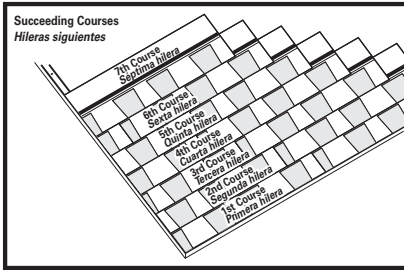 Succeeding Courses
Hileras siguientes
7th Course
Séptima hilera
6th Course
Sexta hilera
5th Course
Quinta hilera
4th Course
Cuarta hilera
3rd Course
Tercera hilera
2nd Course
Segunda hilera
1st Course
Primera hilera